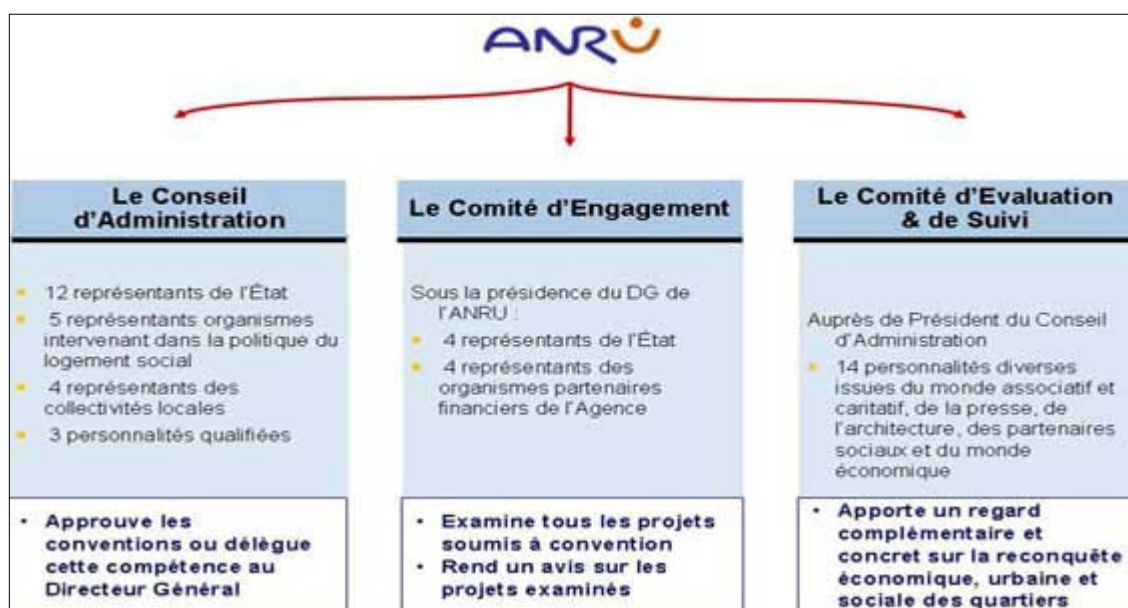 ANRU
Le Conseil
d'Administration
12 représentants de l'État
5 représentants organismes
intervenant dans la politique du
logement social
4 représentants des
collectivités locales
3 personnalités qualifiées
Approuve les
conventions ou délègue
cette compétence au
Directeur Général
Le Comité d'Engagement
Sous la présidence du DG de
l'ANRU :
4 représentants de l'État
4 représentants des
organismes partenaires
financiers de l'Agence
Examine tous les projets
soumis à convention
Rend un avis sur les
projets examinés
Le Comité d'Evaluation
& de Suivi
Auprès de Président du Conseil
d'Administration
14 personnalités diverses
issues du monde associatif et
caritatif, de la presse, de
l'architecture, des partenaires
sociaux et du monde
économique
Apporte un regard
complémentaire et
concret sur la reconquête
économique, urbaine et
sociale des quartiers